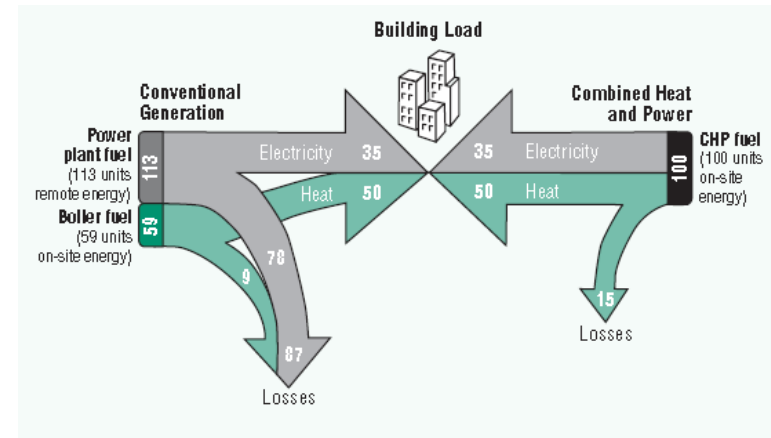 Building Load
Conventional
Generation
Combined Heat
and Power
Power
plant fuel
(113 units
remote energy)
113
Electricity 35
35 Electricity
100
CHP fuel
(100 units
on-site
energy)
Heat 50
50 Heat
Boiler fuel
(59 units
on-site energy)
59
78
9
87
Losses
15
Losses